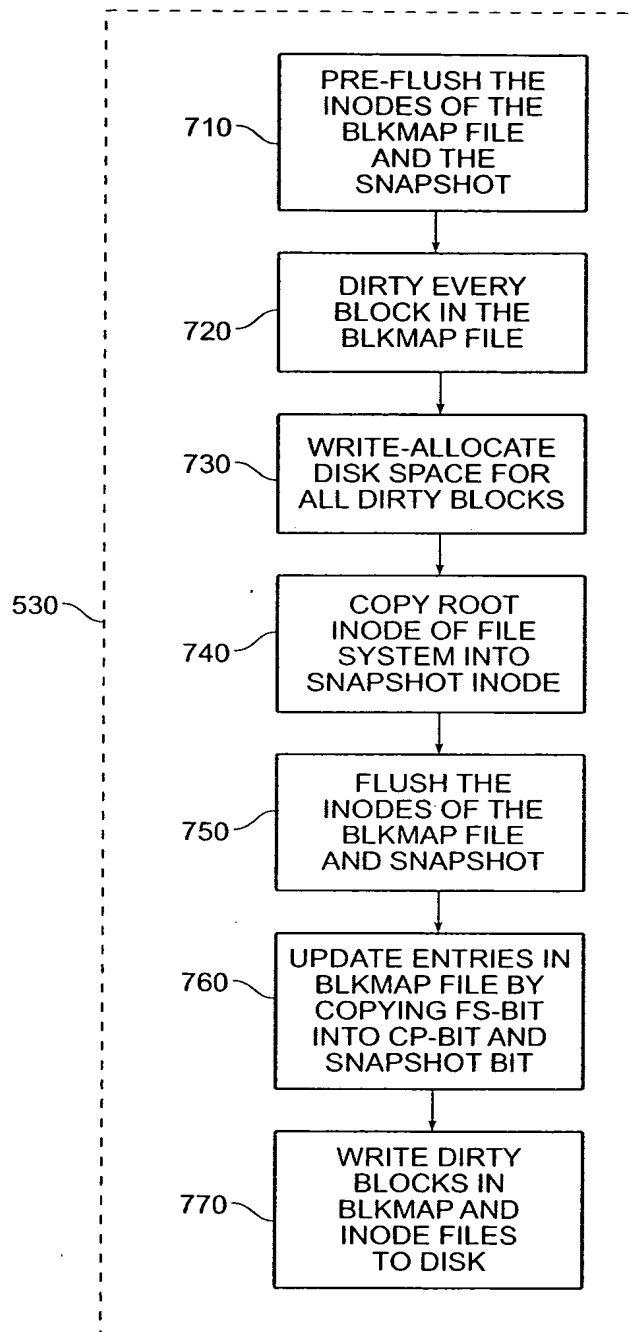 710
PRE-FLUSH THE
INODES OF THE
BLKMAP FILE
AND THE
SNAPSHOT
720
DIRTY EVERY
BLOCK IN THE
BLKMAP FILE
730
WRITE-ALLOCATE
DISK SPACE FOR
ALL DIRTY BLOCKS
530
740
COPY ROOT
INODE OF FILE
SYSTEM INTO
SNAPSHOT INODE
750
FLUSH THE
INODES OF THE
BLKMAP FILE
AND SNAPSHOT
760
UPDATE ENTRIES IN
BLKMAP FILE BY
COPYING FS-BIT
INTO CP-BIT AND
SNAPSHOT BIT
770
WRITE DIRTY
BLOCKS IN
BLKMAP AND
INODE FILES
TO DISK